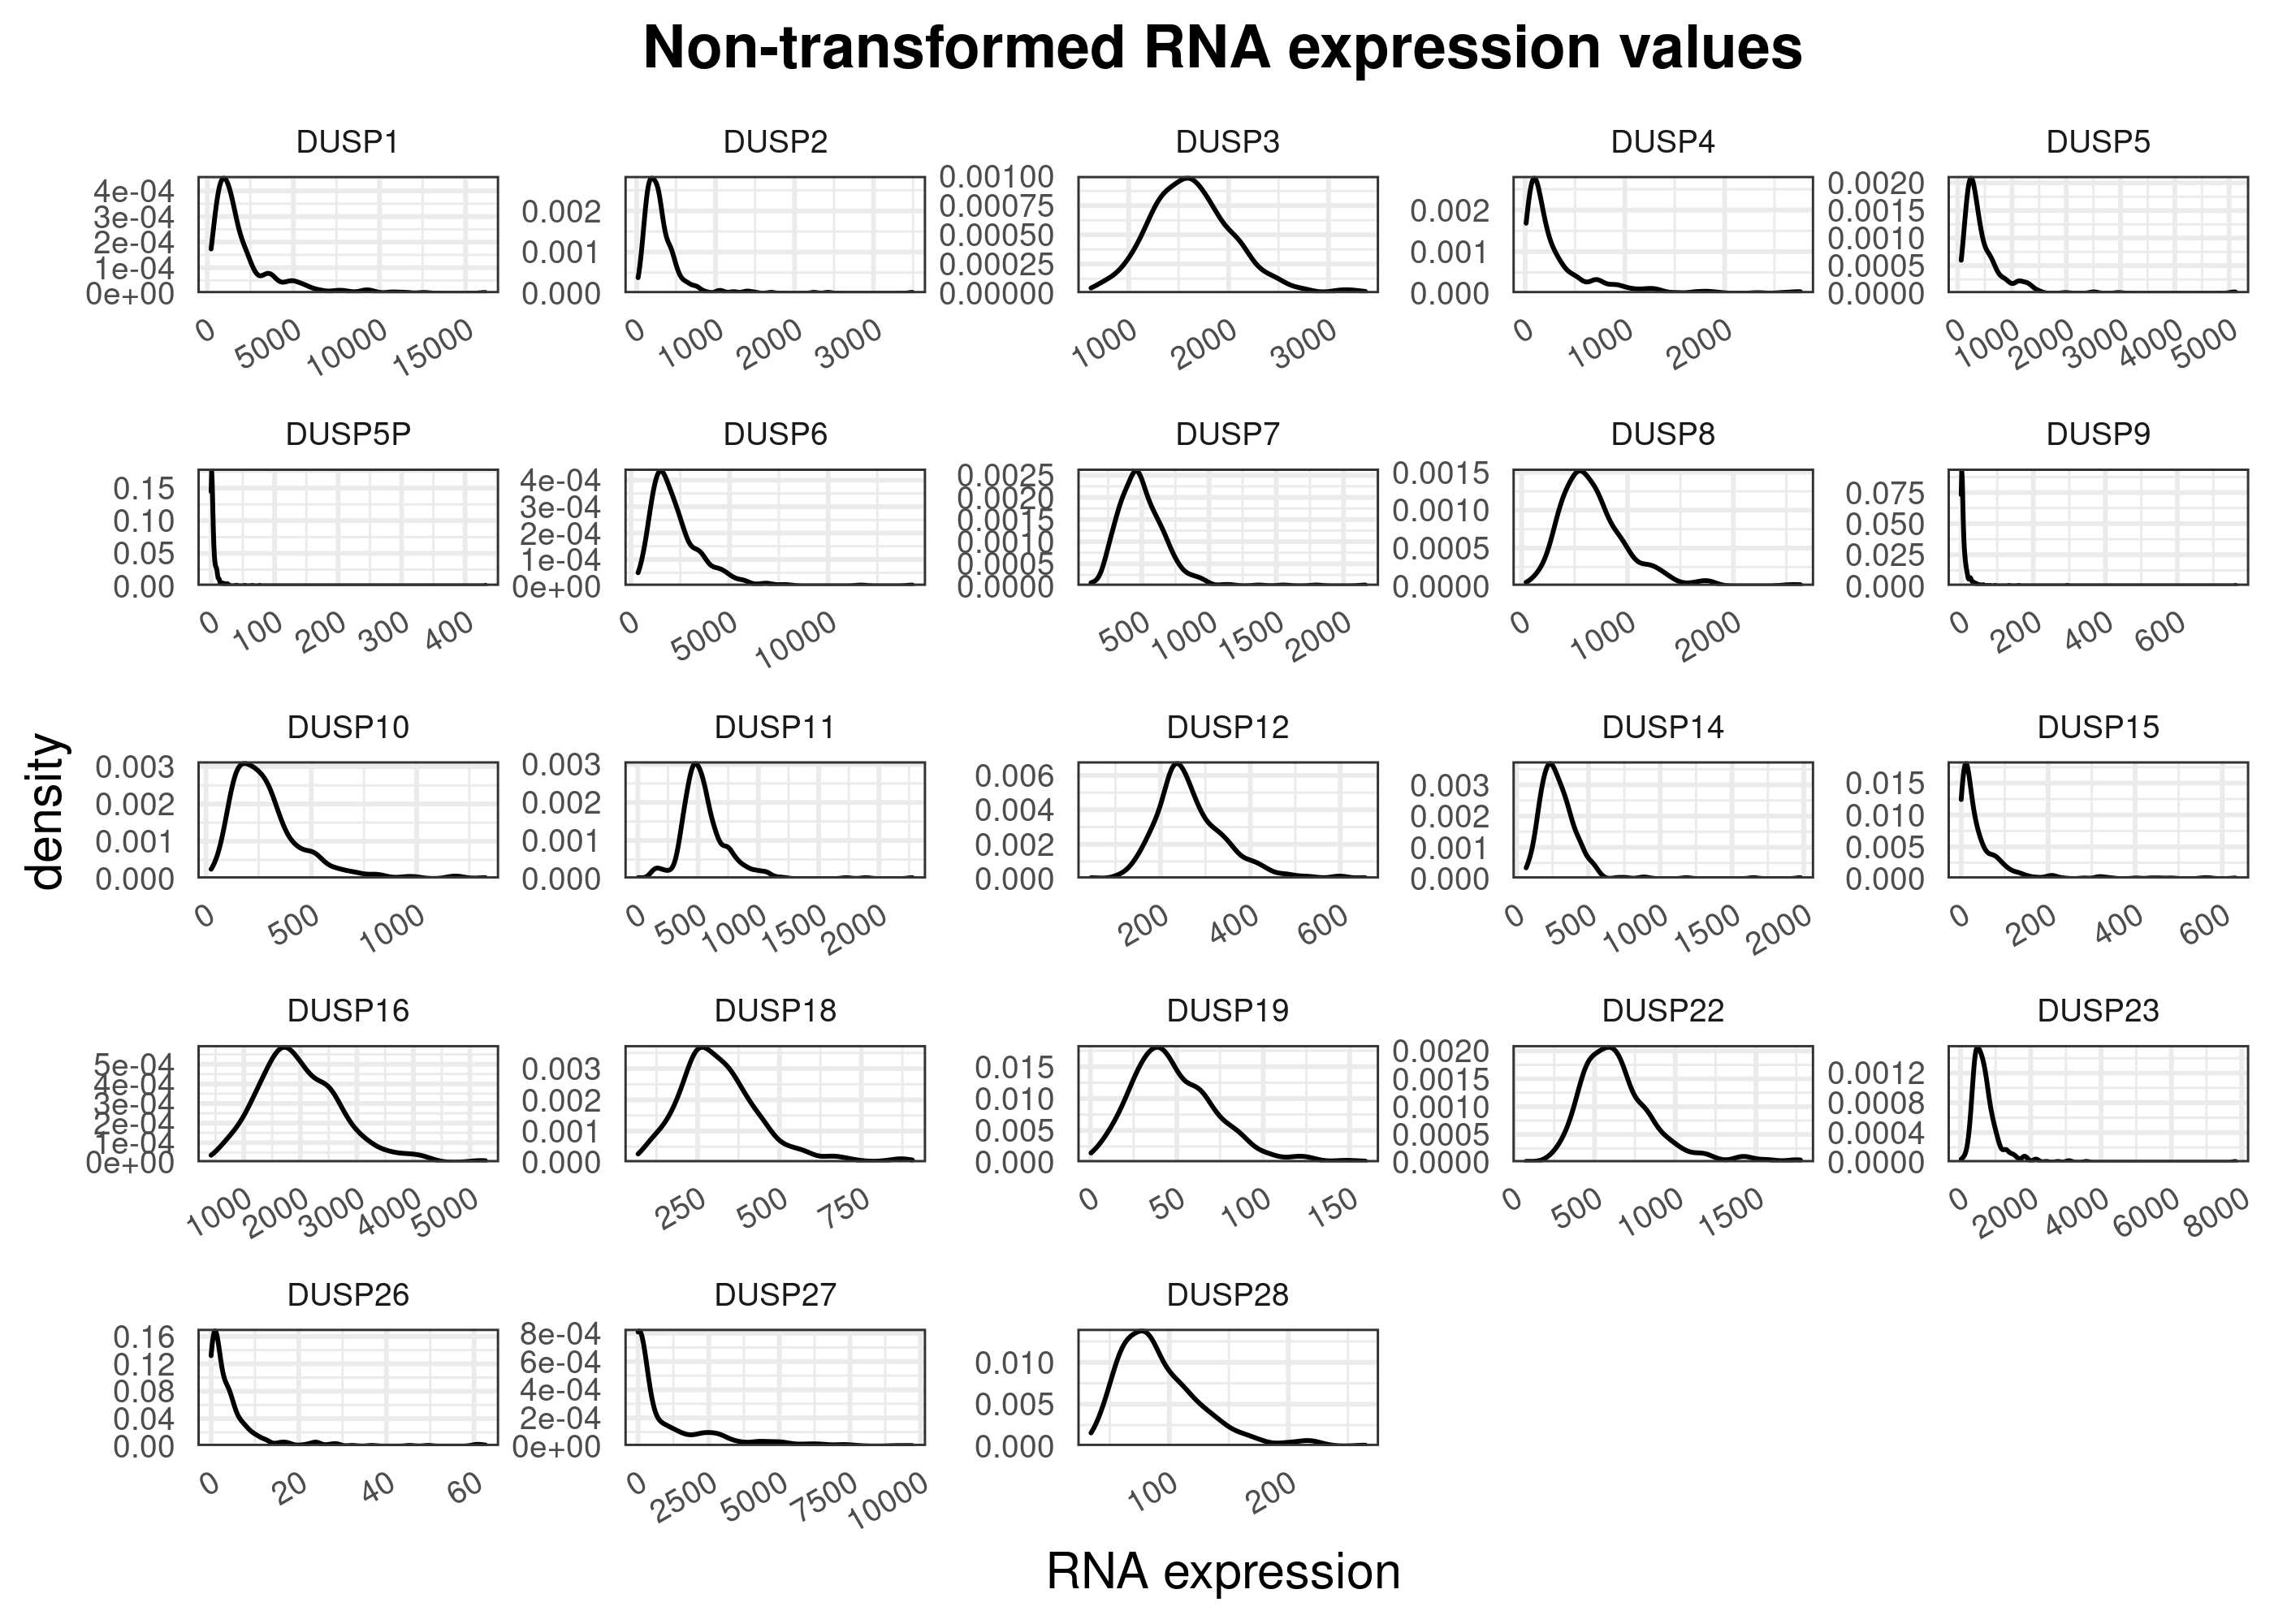 Non-transformed RNA expression values
DUSP1 DUSP2 DUSP3 DUSP4 DUSP5
4e-04 3e-04 2e-04 1e-04 0e+00
0.002 0.001 0.000
0.00100 0.00075 0.00050 0.00025 0.00000
0.002 0.001 0.000
0.0020 0.0015 0.0010 0.0005 0.0000
0 5000 10000 15000
0 1000 2000 3000
1000 2000 3000
0 1000 2000
0 1000 2000 3000 4000 5000
DUSP5P DUSP6 DUSP7 DUSP8 DUSP9
0.15 0.10 0.05 0.00
4e-04 3e-04 2e-04 1e-04 0e+00
0.0025 0.0020 0.0015 0.0010 0.0005 0.0000
0.0015 0.0010 0.0005 0.0000
0.075 0.050 0.025 0.000
0 100 200 300 400
0 5000 10000
500 1000 1500 2000
0 1000 2000
0 200 400 600
density
DUSP10 DUSP11 DUSP12 DUSP14 DUSP15
0.003 0.002 0.001 0.000
0.003 0.002 0.001 0.000
0.006 0.004 0.002 0.000
0.003 0.002 0.001 0.000
0.015 0.010 0.005 0.000
0 500 1000
0 500 1000 1500 2000
200 400 600
0 500 1000 1500 2000
0 200 400 600
DUSP16 DUSP18 DUSP19 DUSP22 DUSP23
5e-04 4e-04 3e-04 2e-04 1e-04 0e+00
0.003 0.002 0.001 0.000
0.015 0.010 0.005 0.000
0.0020 0.0015 0.0010 0.0005 0.0000
0.0012 0.0008 0.0004 0.0000
1000 2000 3000 4000 5000
250 500 750
0 50 100 150
0 500 1000 1500
0 2000 4000 6000 8000
DUSP26 DUSP27 DUSP28
0.16 0.12 0.08 0.04 0.00
8e-04 6e-04 4e-04 2e-04 0e+00
0.010 0.005 0.000
0 20 40 60
0 2500 5000 7500 10000
100 200
RNA expression